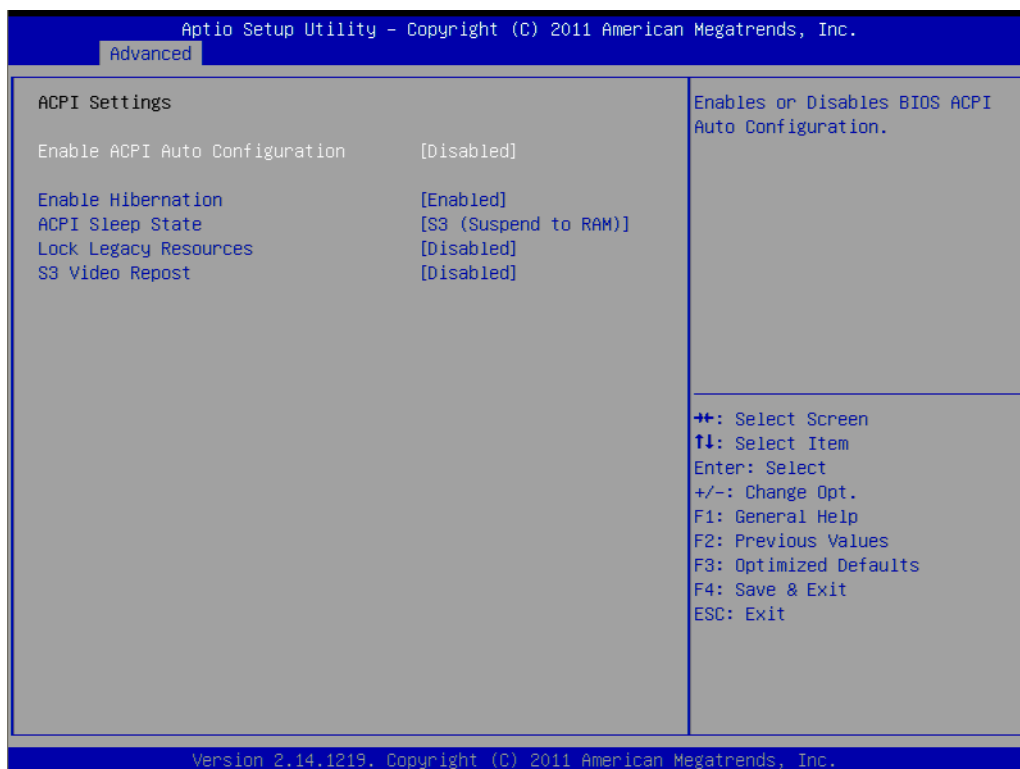 Aptio Setup Utility – Copyright (C) 2011 American Megatrends, Inc.
Advanced
ACPI Settings
Enable ACPI Auto Configuration [Disabled]
Enable Hibernation [Enabled]
ACPI Sleep State [S3 (Suspend to RAM)]
Lock Legacy Resources [Disabled]
S3 Video Repost [Disabled]
Enables or Disables BIOS ACPI
Auto Configuration.
→←: Select Screen
↑↓: Select Item
Enter: Select
+/-: Change Opt.
F1: General Help
F2: Previous Values
F3: Optimized Defaults
F4: Save & Exit
ESC: Exit
Version 2.14.1219. Copyright (C) 2011 American Megatrends, Inc.